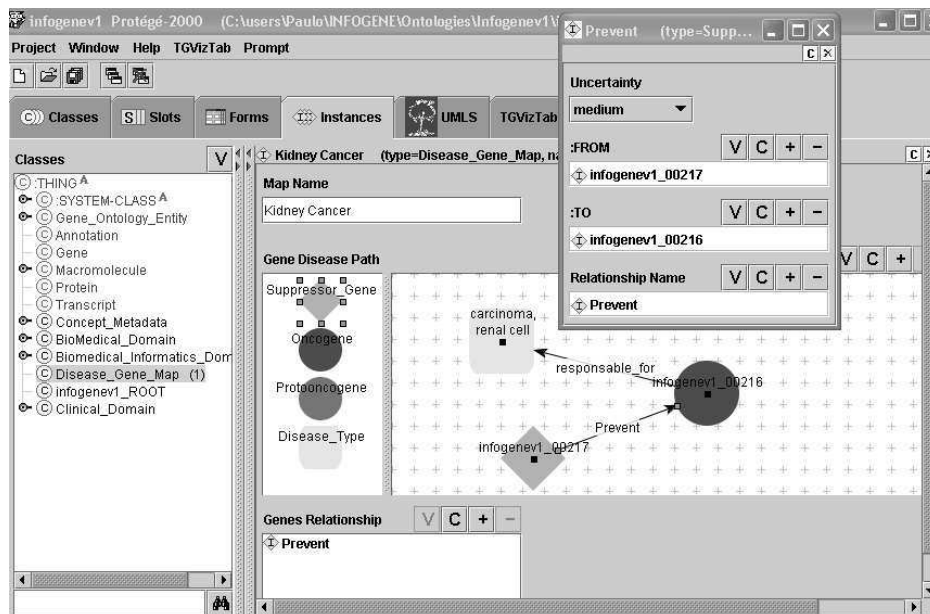 infogenev1 Protégé-2000 (C:\users\Paulo\INFOGENE\Ontologies\Infogenev1\
Project Window Help TGVizTab Prompt
Classes Slots Forms Instances UMLS TGVizTab
Classes V
:THING A
:SYSTEM-CLASS A
Gene_Ontology_Entity
Annotation
Gene
Macromolecule
Protein
Transcript
Concept_Metadata
BioMedical_Domain
Biomedical_Informatics_Dom
Disease_Gene_Map (1)
infogenev1_ROOT
Clinical_Domain
Kidney Cancer (type=Disease_Gene_Map, na
C X
Map Name
Kidney Cancer
Gene Disease Path
V C +
Suppressor_Gene
Oncogene
Protooncogene
Disease_Type
carcinoma,
renal cell
responsable_for
infogenev1_00216
Prevent
infogenev1_00217
Genes Relationship V C + −
Prevent
Prevent (type=Supp...
C X
Uncertainty
medium
:FROM V C + −
infogenev1_00217
:TO V C + −
infogenev1_00216
Relationship Name V C + −
Prevent